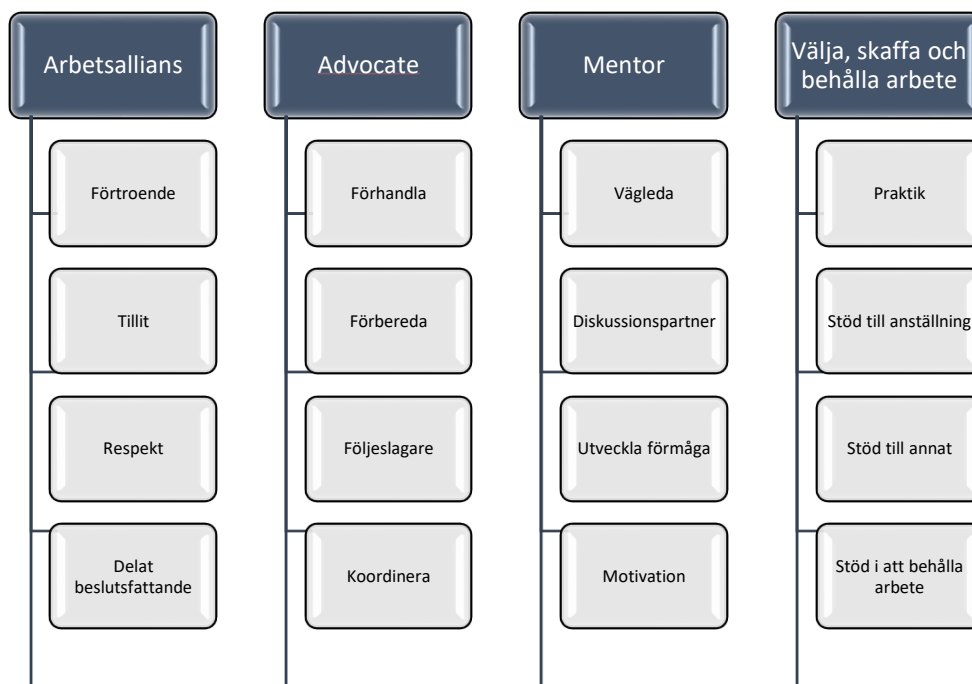 Arbetsallians
Förtroende
Tillit
Respekt
Delat
beslutsfattande
Advocate
Förhandla
Förbereda
Följeslagare
Koordinera
Mentor
Vägleda
Diskussionspartner
Utveckla förmåga
Motivation
Välja, skaffa och
behålla arbete
Praktik
Stöd till anställning
Stöd till annat
Stöd i att behålla
arbete